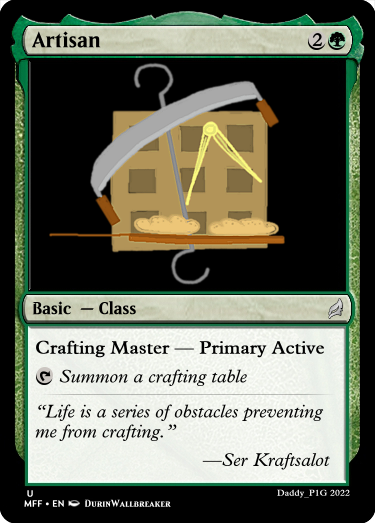 Artisan 2
Basic — Class
Crafting Master — Primary Active
Summon a crafting table
“Life is a series of obstacles preventing
me from crafting.”
—Ser Kraftsalot
U
MFF • EN DurinWallbreaker
Daddy_P1G 2022